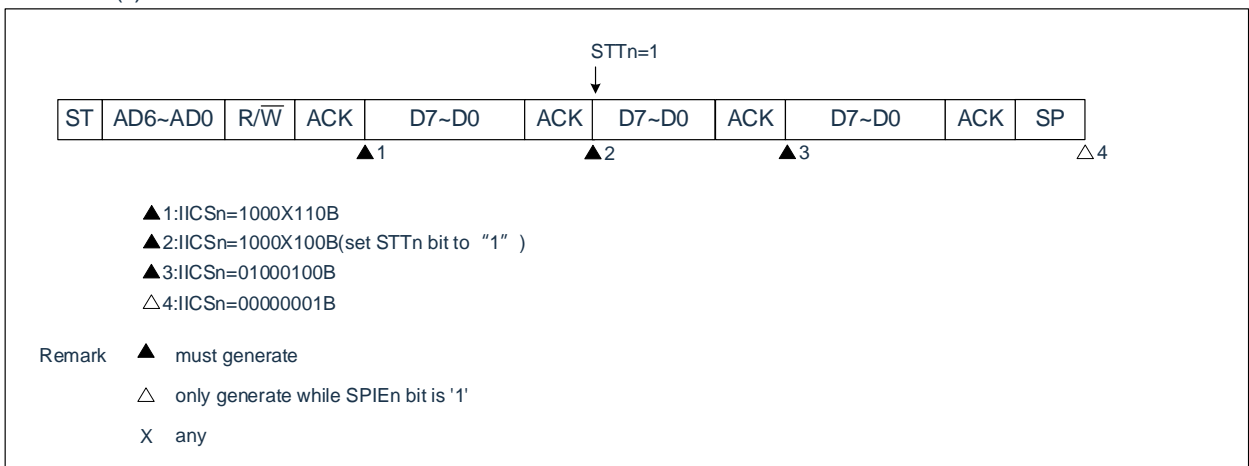 STTn=1
ST AD6~AD0 R/W̅ ACK D7~D0 ACK D7~D0 ACK D7~D0 ACK SP
▲1 ▲2 ▲3 △4
▲1:IICSn=1000X110B
▲2:IICSn=1000X100B(set STTn bit to “1” )
▲3:IICSn=01000100B
△4:IICSn=00000001B
Remark ▲ must generate
△ only generate while SPIEn bit is '1'
X any